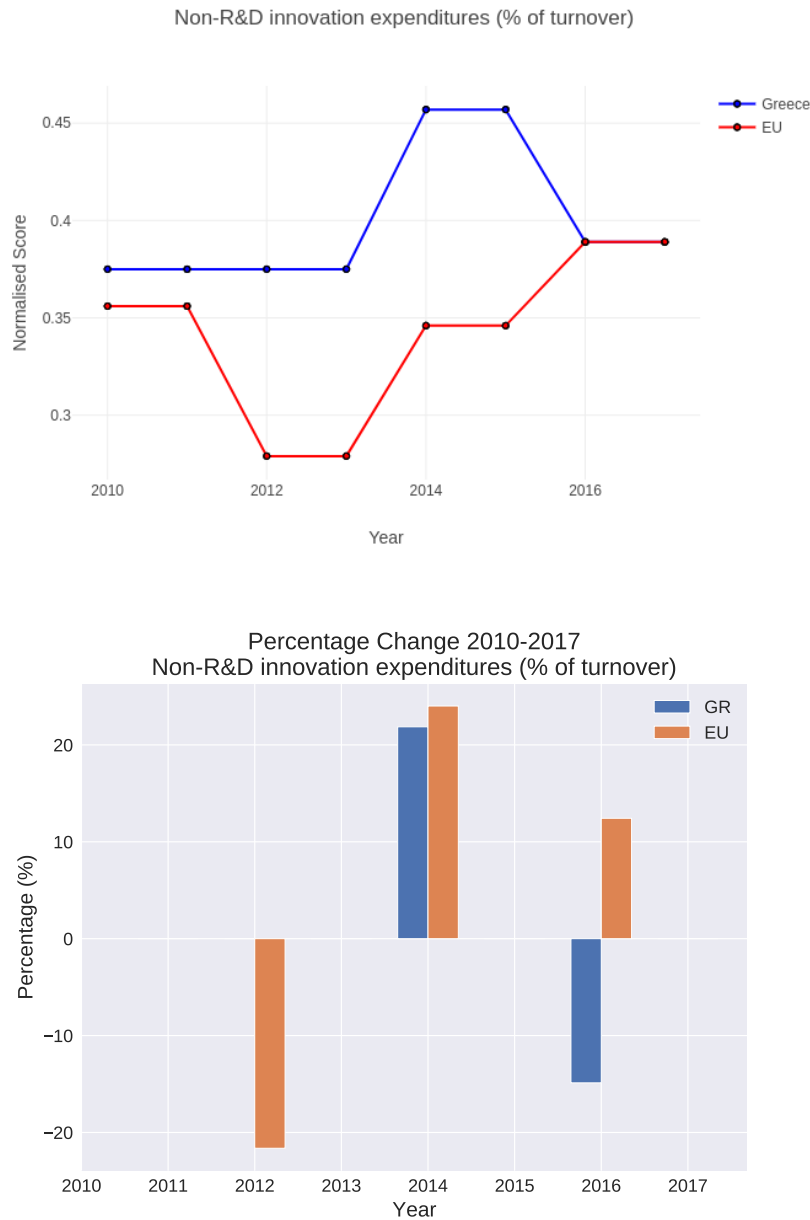 Non-R&D innovation expenditures (% of turnover)
Greece
EU
0.45
0.4
0.35
0.3
Normalised Score
2010 2012 2014 2016
Year
Percentage Change 2010-2017
Non-R&D innovation expenditures (% of turnover)
GR
EU
20
10
0
−10
−20
Percentage (%)
2010 2011 2012 2013 2014 2015 2016 2017
Year